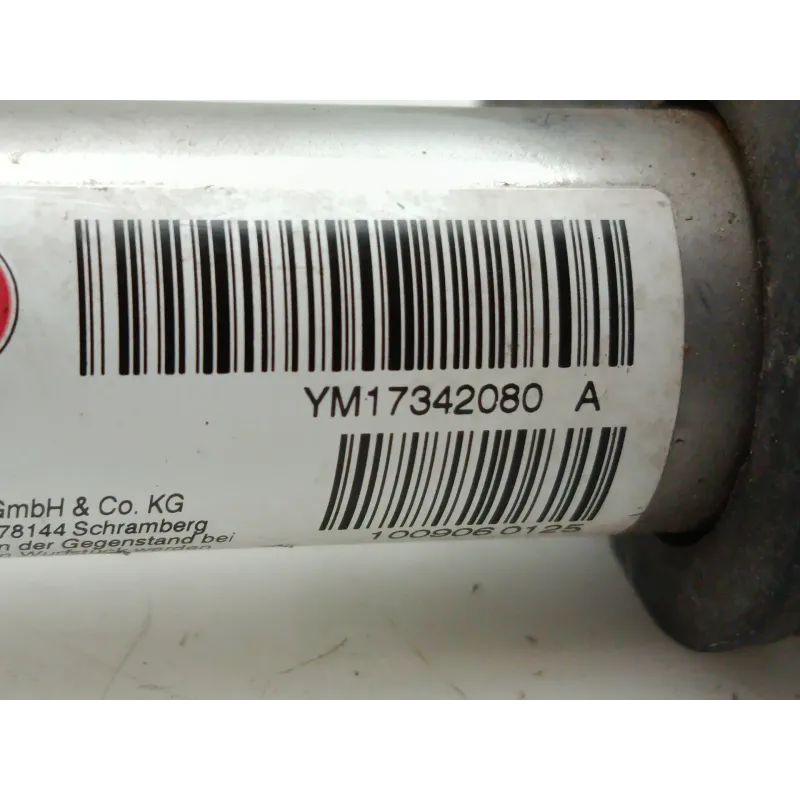 YM17342080 A
GmbH & Co. KG
78144 Schramberg
n der Gegenstand bei
1009060125